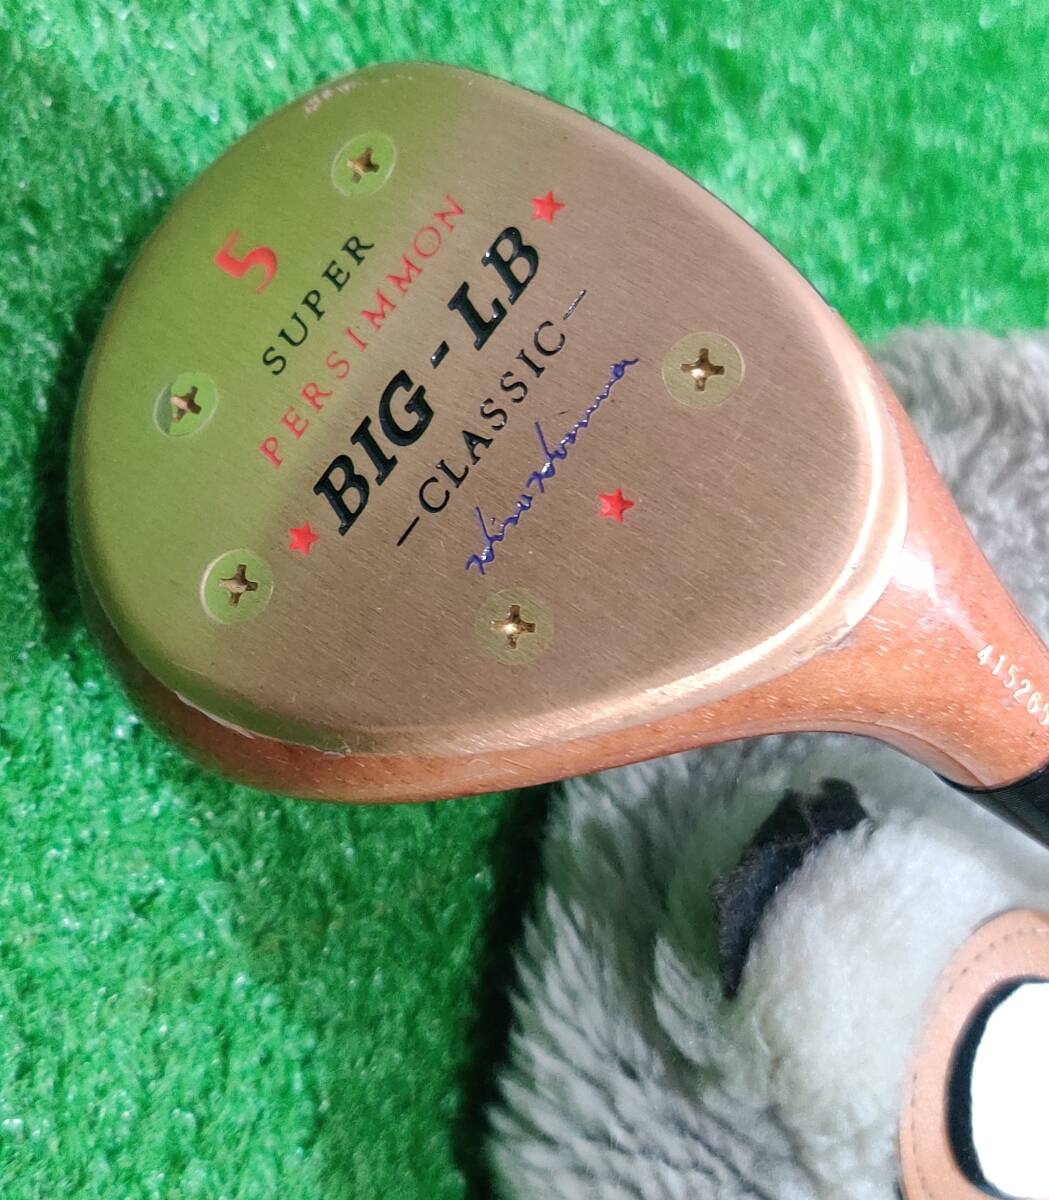 5
SUPER
PERSIMMON
BIG-LB
-CLASSIC-